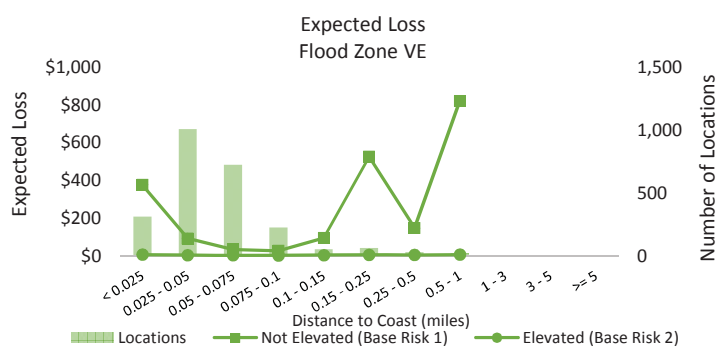 Expected Loss
Flood Zone VE
$1,000
$800
$600
$400
$200
$0
Expected Loss
1,500
1,000
500
0
Number of Locations
< 0.025
0.025 - 0.05
0.05 - 0.075
0.075 - 0.1
0.1 - 0.15
0.15 - 0.25
0.25 - 0.5
0.5 - 1
1 - 3
3 - 5
>= 5
Distance to Coast (miles)
Locations
Not Elevated (Base Risk 1)
Elevated (Base Risk 2)